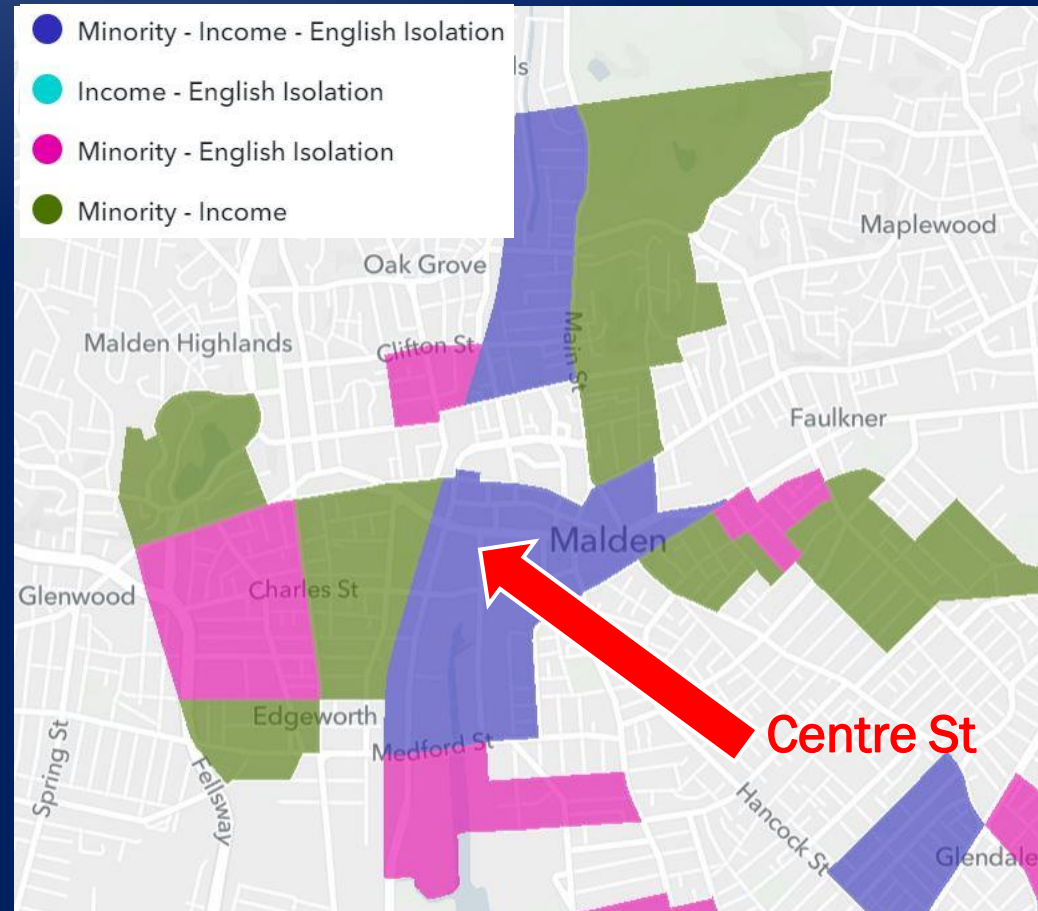 Minority - Income - English Isolation
Income - English Isolation
Minority - English Isolation
Minority - Income
ls
Maplewood
Oak Grove
Main St
Malden Highlands
Clifton St
Faulkner
Malden
Glenwood
Charles St
Edgeworth
Medford St
Centre St
Spring St
Fellsway
Hancock St
Glendale